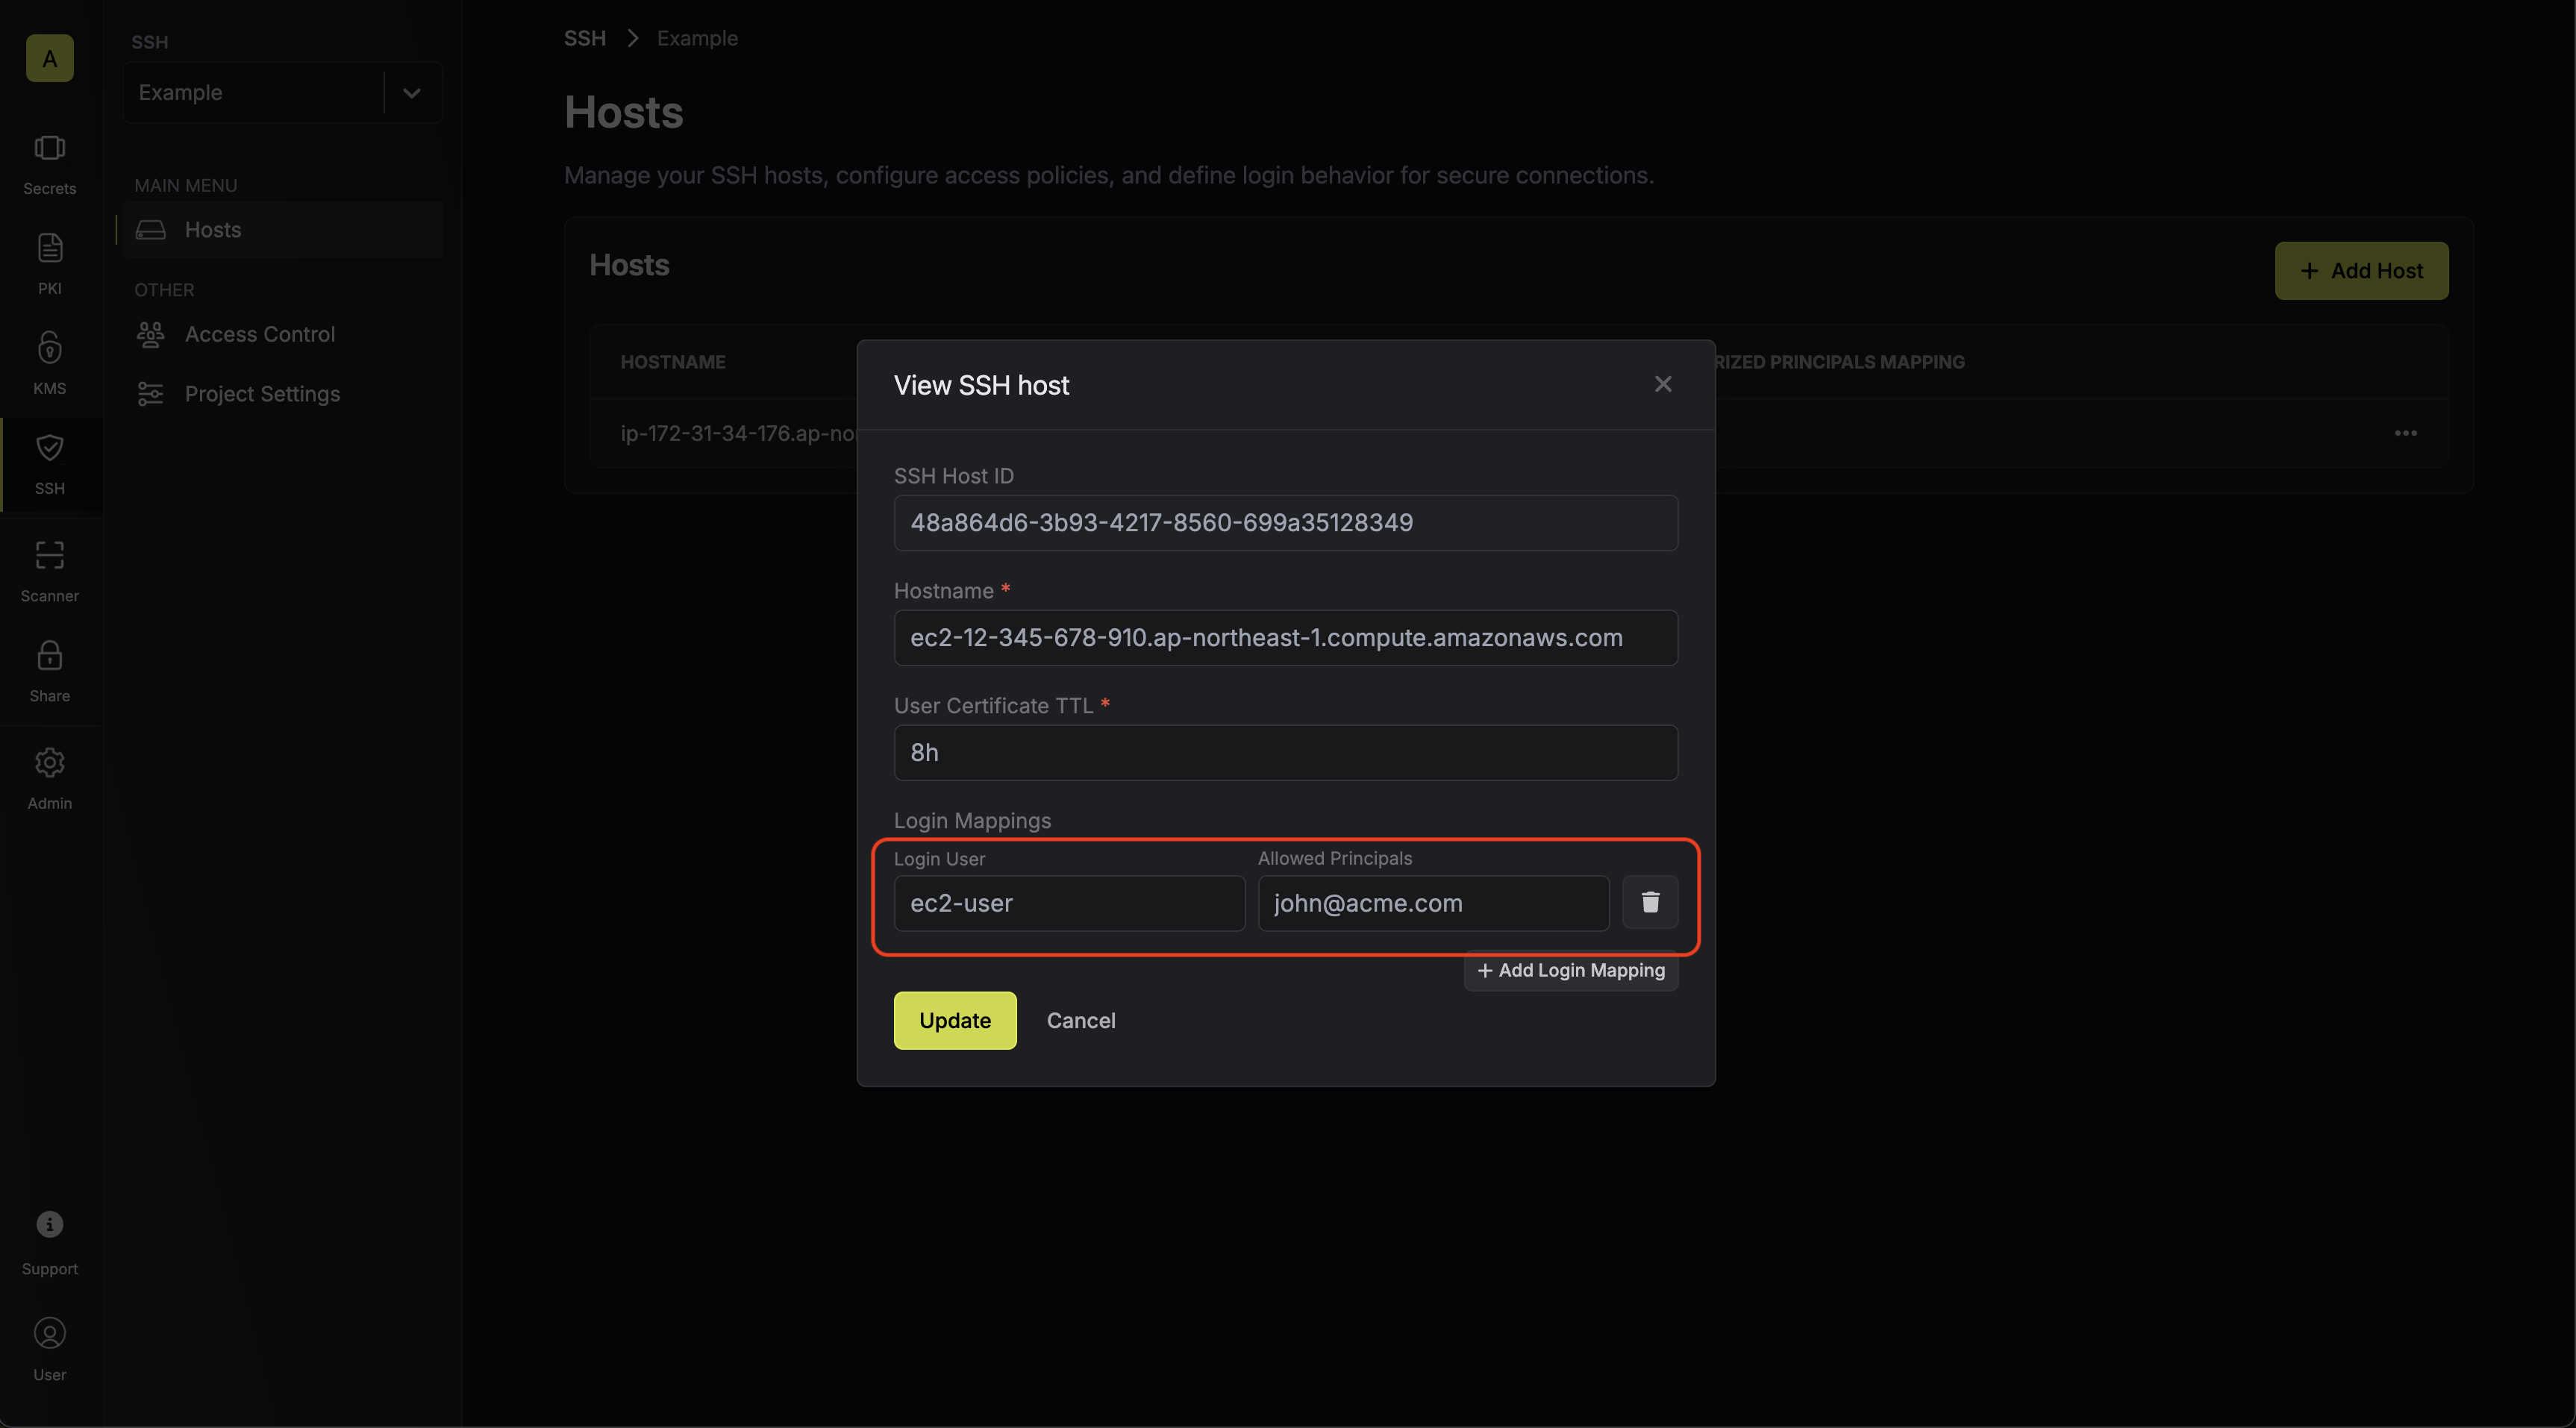 A
Secrets
PKI
KMS
SSH
Scanner
Share
Admin
Support
User
SSH
Example
MAIN MENU
Hosts
OTHER
Access Control
Project Settings
SSH > Example
Hosts
Manage your SSH hosts, configure access policies, and define login behavior for secure connections.
Hosts
+ Add Host
HOSTNAME
RIZED PRINCIPALS MAPPING
ip-172-31-34-176.ap-no
View SSH host
SSH Host ID
48a864d6-3b93-4217-8560-699a35128349
Hostname *
ec2-12-345-678-910.ap-northeast-1.compute.amazonaws.com
User Certificate TTL *
8h
Login Mappings
Login User Allowed Principals
ec2-user john@acme.com
+ Add Login Mapping
Update Cancel